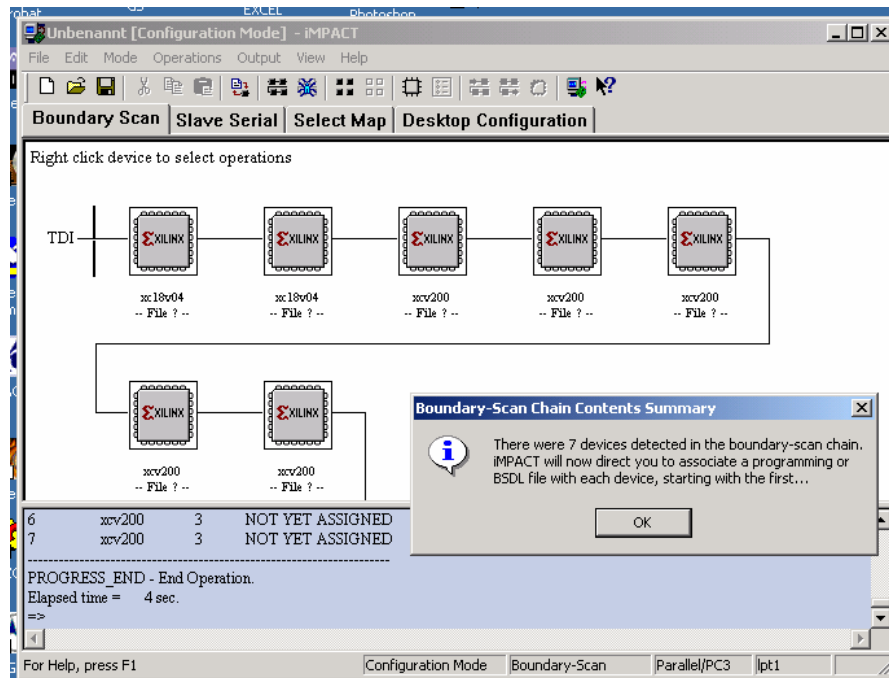 EXCEL
Photoshop
Unbenannt [Configuration Mode] - iMPACT
File Edit Mode Operations Output View Help
Boundary Scan Slave Serial Select Map Desktop Configuration
Right click device to select operations
TDI
XILINX XILINX XILINX XILINX XILINX
xc18v04 xc18v04 xcv200 xcv200 xcv200
-- File ? -- -- File ? -- -- File ? -- -- File ? -- -- File ? --
XILINX XILINX
xcv200 xcv200
-- File ? -- -- File ? --
Boundary-Scan Chain Contents Summary
There were 7 devices detected in the boundary-scan chain.
iMPACT will now direct you to associate a programming or
BSDL file with each device, starting with the first...
OK
6 xcv200 3 NOT YET ASSIGNED
7 xcv200 3 NOT YET ASSIGNED
----------------------------------------------------------------------
PROGRESS_END - End Operation.
Elapsed time = 4 sec.
=>
For Help, press F1 Configuration Mode Boundary-Scan Parallel/PC3 lpt1